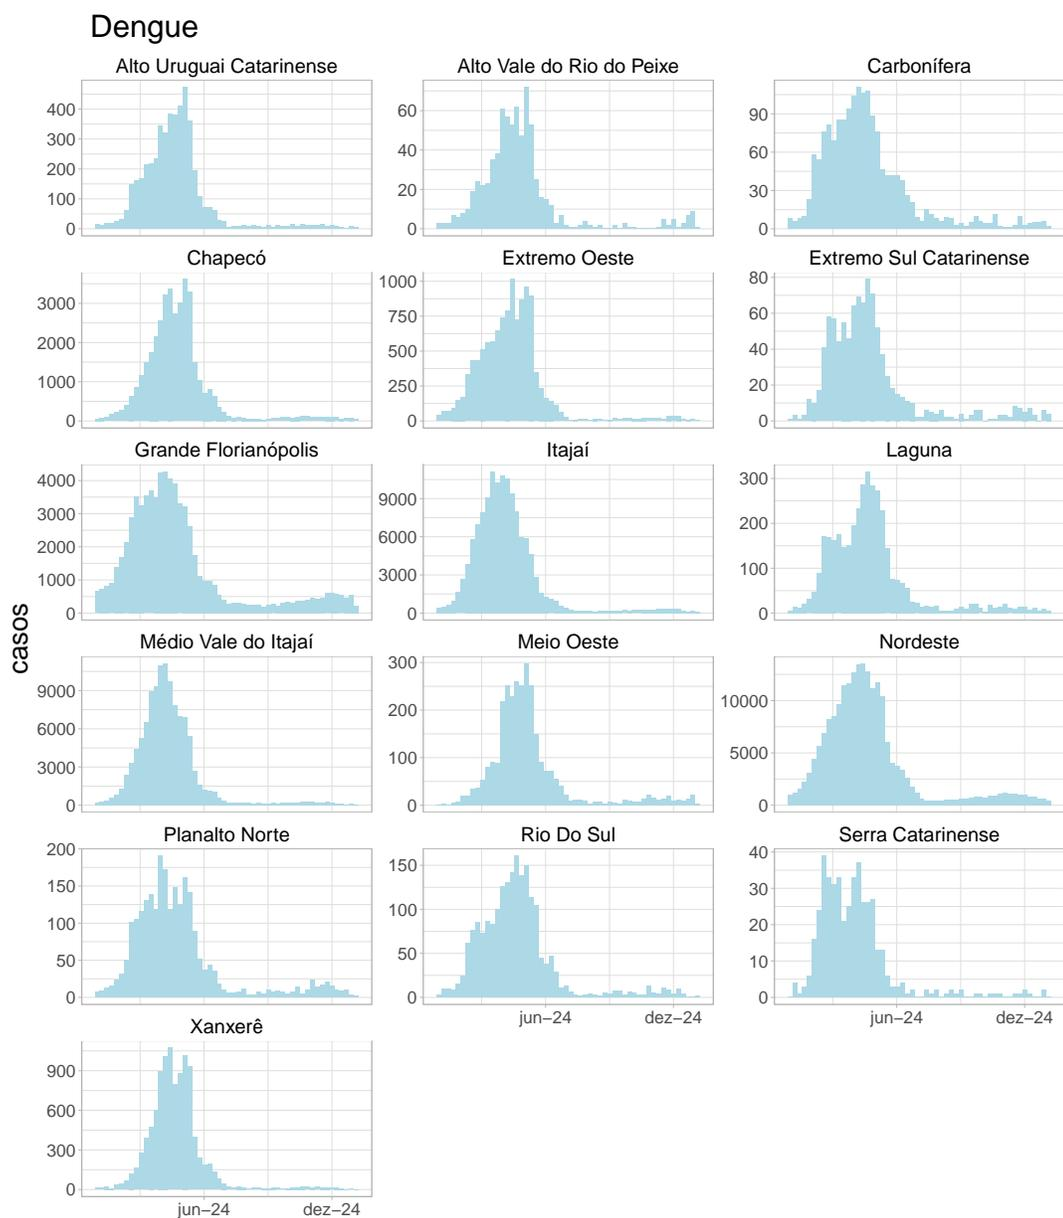 Dengue
Alto Uruguai Catarinense
400
300
200
100
0
Alto Vale do Rio do Peixe
60
40
20
0
Carbonífera
90
60
30
0
Chapecó
3000
2000
1000
0
Extremo Oeste
1000
750
500
250
0
Extremo Sul Catarinense
80
60
40
20
0
Grande Florianópolis
4000
3000
2000
1000
0
Itajaí
9000
6000
3000
0
Laguna
300
200
100
0
casos
Médio Vale do Itajaí
9000
6000
3000
0
Meio Oeste
300
200
100
0
Nordeste
10000
5000
0
Planalto Norte
200
150
100
50
0
Rio Do Sul
150
100
50
0
jun–24
dez–24
Serra Catarinense
40
30
20
10
0
jun–24
dez–24
Xanxerê
900
600
300
0
jun–24
dez–24